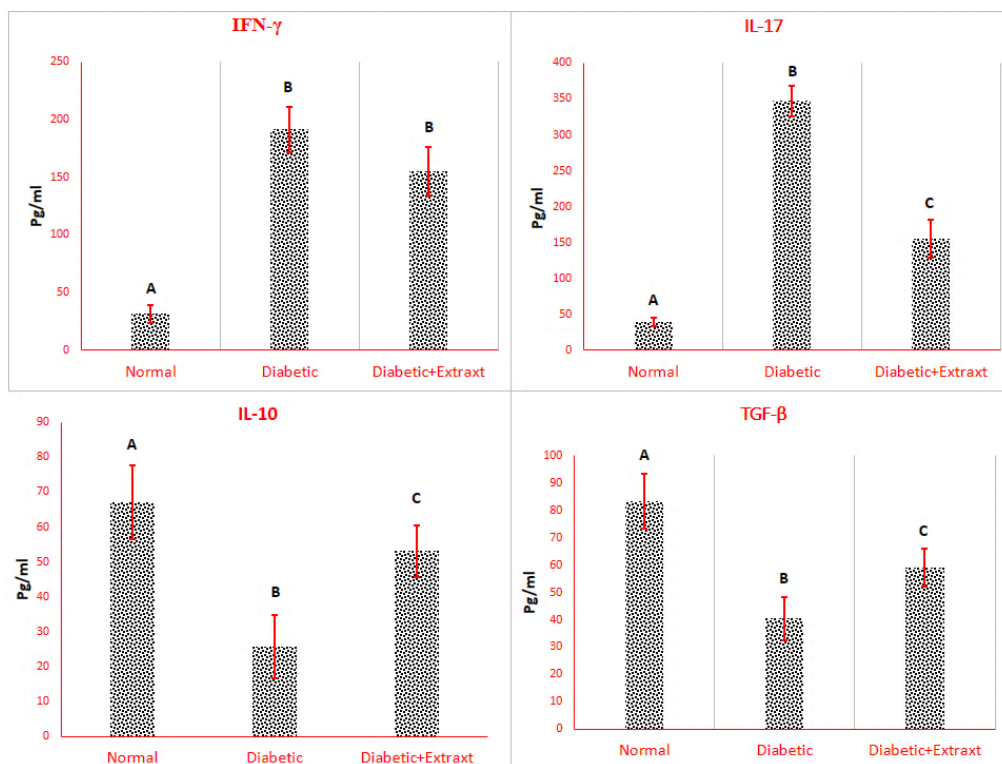 IFN-γ
250
200
150
100
50
0
Pg/ml
A
B
B
Normal Diabetic Diabetic+Extraxt
IL-17
400
350
300
250
200
150
100
50
0
Pg/ml
A
B
C
Normal Diabetic Diabetic+Extraxt
IL-10
90
80
70
60
50
40
30
20
10
0
Pg/ml
A
B
C
Normal Diabetic Diabetic+Extraxt
TGF-β
100
90
80
70
60
50
40
30
20
10
0
Pg/ml
A
B
C
Normal Diabetic Diabetic+Extraxt